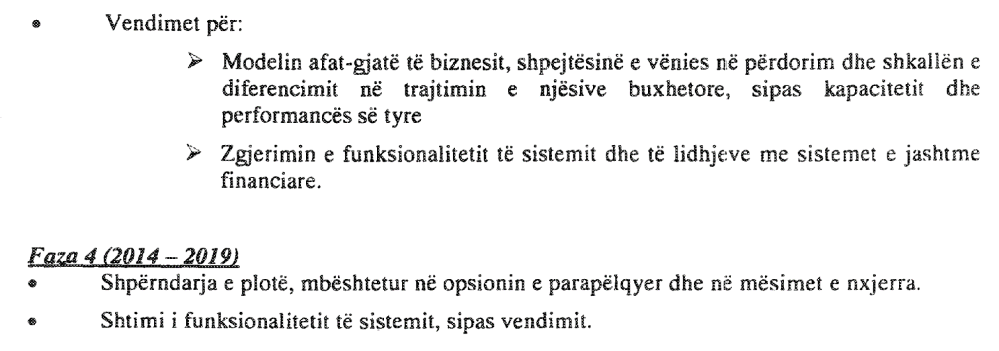 • Vendimet për:
➢ Modelin afat-gjatë të biznesit, shpejtësinë e vënies në përdorim dhe shkallën e
diferencimit në trajtimin e njësive buxhetore, sipas kapacitetit dhe
performancës së tyre
➢ Zgjerimin e funksionalitetit të sistemit dhe të lidhjeve me sistemet e jashtme
financiare.
Faza 4 (2014 – 2019)
• Shpërndarja e plotë, mbështetur në opsionin e parapëlqyer dhe në mësimet e nxjerra.
• Shtimi i funksionalitetit të sistemit, sipas vendimit.